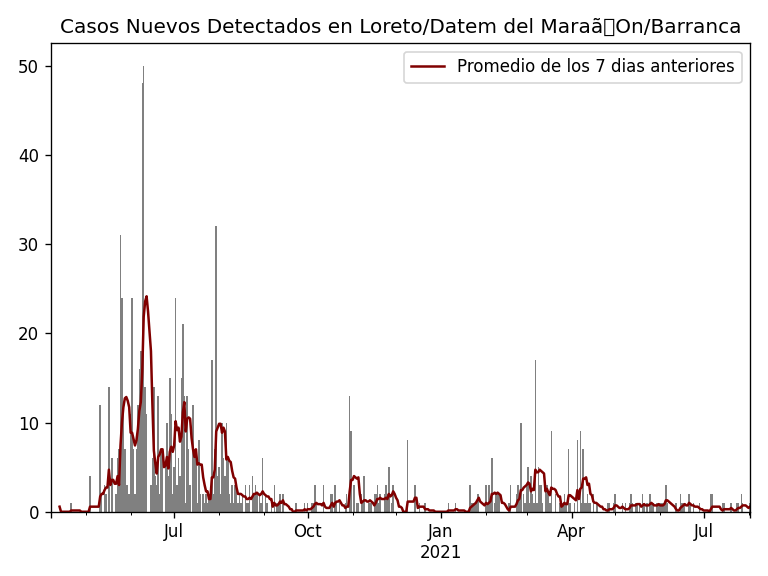 Casos Nuevos Detectados en Loreto/Datem del Maraã▯On/Barranca
Promedio de los 7 dias anteriores
50
40
30
20
10
0
Jul
Oct
Jan
2021
Apr
Jul